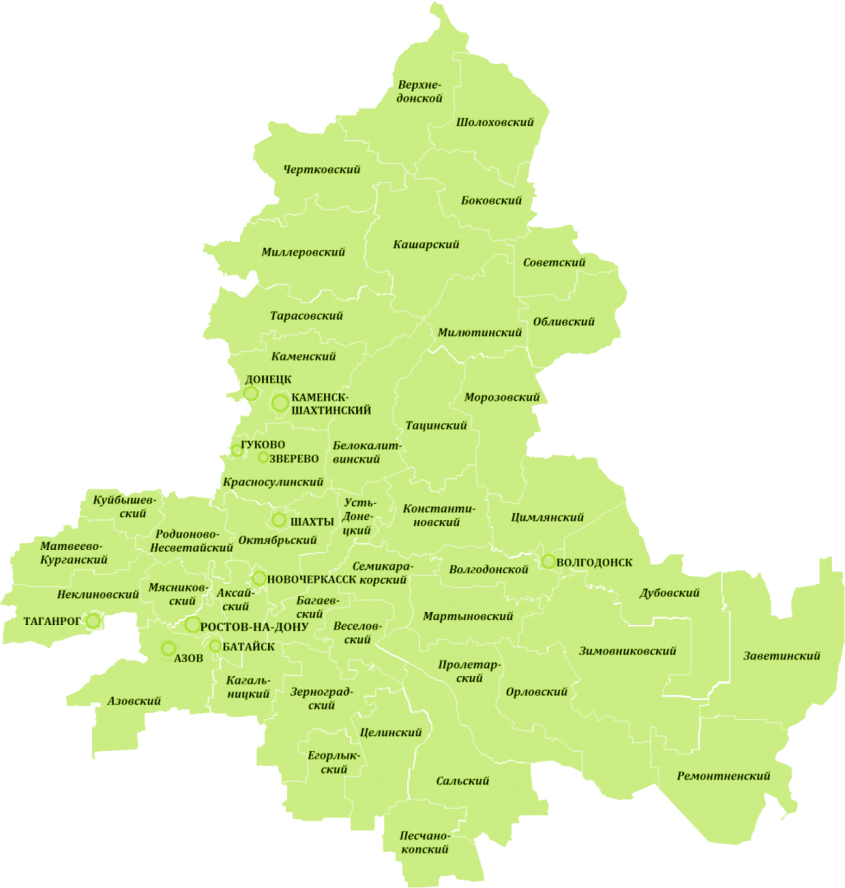 Верхне-
донской
Шолоховский
Чертковский
Боковский
Кашарский
Миллеровский
Советский
Тарасовский
Обливский
Милютинский
Каменский
ДОНЕЦК
КАМЕНСК-
ШАХТИНСКИЙ
Морозовский
Тацинский
ГУКОВО
ЗВЕРЕВО
Белокалит-
винский
Красносулинский
Куйбышев-
ский
Усть-
Доне-
цкий
Константи-
новский
Цимлянский
ШАХТЫ
Родионово-
Несветайский
Октябрьский
Матвеево-
Курганский
ВОЛГОДОНСК
Семикара-
корский
Волгодонской
НОВОЧЕРКАССК
Неклиновский
Мясников-
ский
Аксай-
ский
Дубовский
Багаев-
ский
Мартыновский
ТАГАНРОГ
РОСТОВ-НА-ДОНУ
Веселов-
ский
БАТАЙСК
АЗОВ
Зимовниковский
Заветинский
Пролетар-
ский
Кагаль-
ницкий
Зерноград-
ский
Орловский
Азовский
Целинский
Егорлык-
ский
Сальский
Ремонтненский
Песчано-
копский